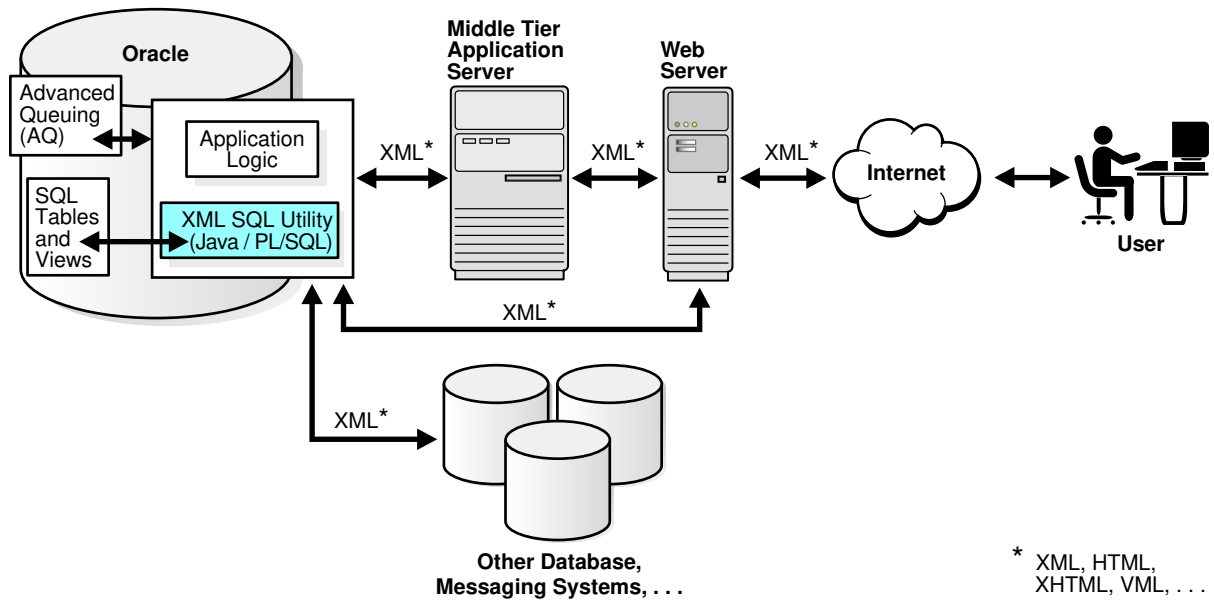 Oracle
Advanced
Queuing
(AQ)
Application
Logic
SQL
Tables
and
Views
XML SQL Utility
(Java / PL/SQL)
XML*
Middle Tier
Application
Server
XML*
Web
Server
XML*
Internet
User
XML*
XML*
Other Database,
Messaging Systems, . . .
* XML, HTML,
XHTML, VML, . . .